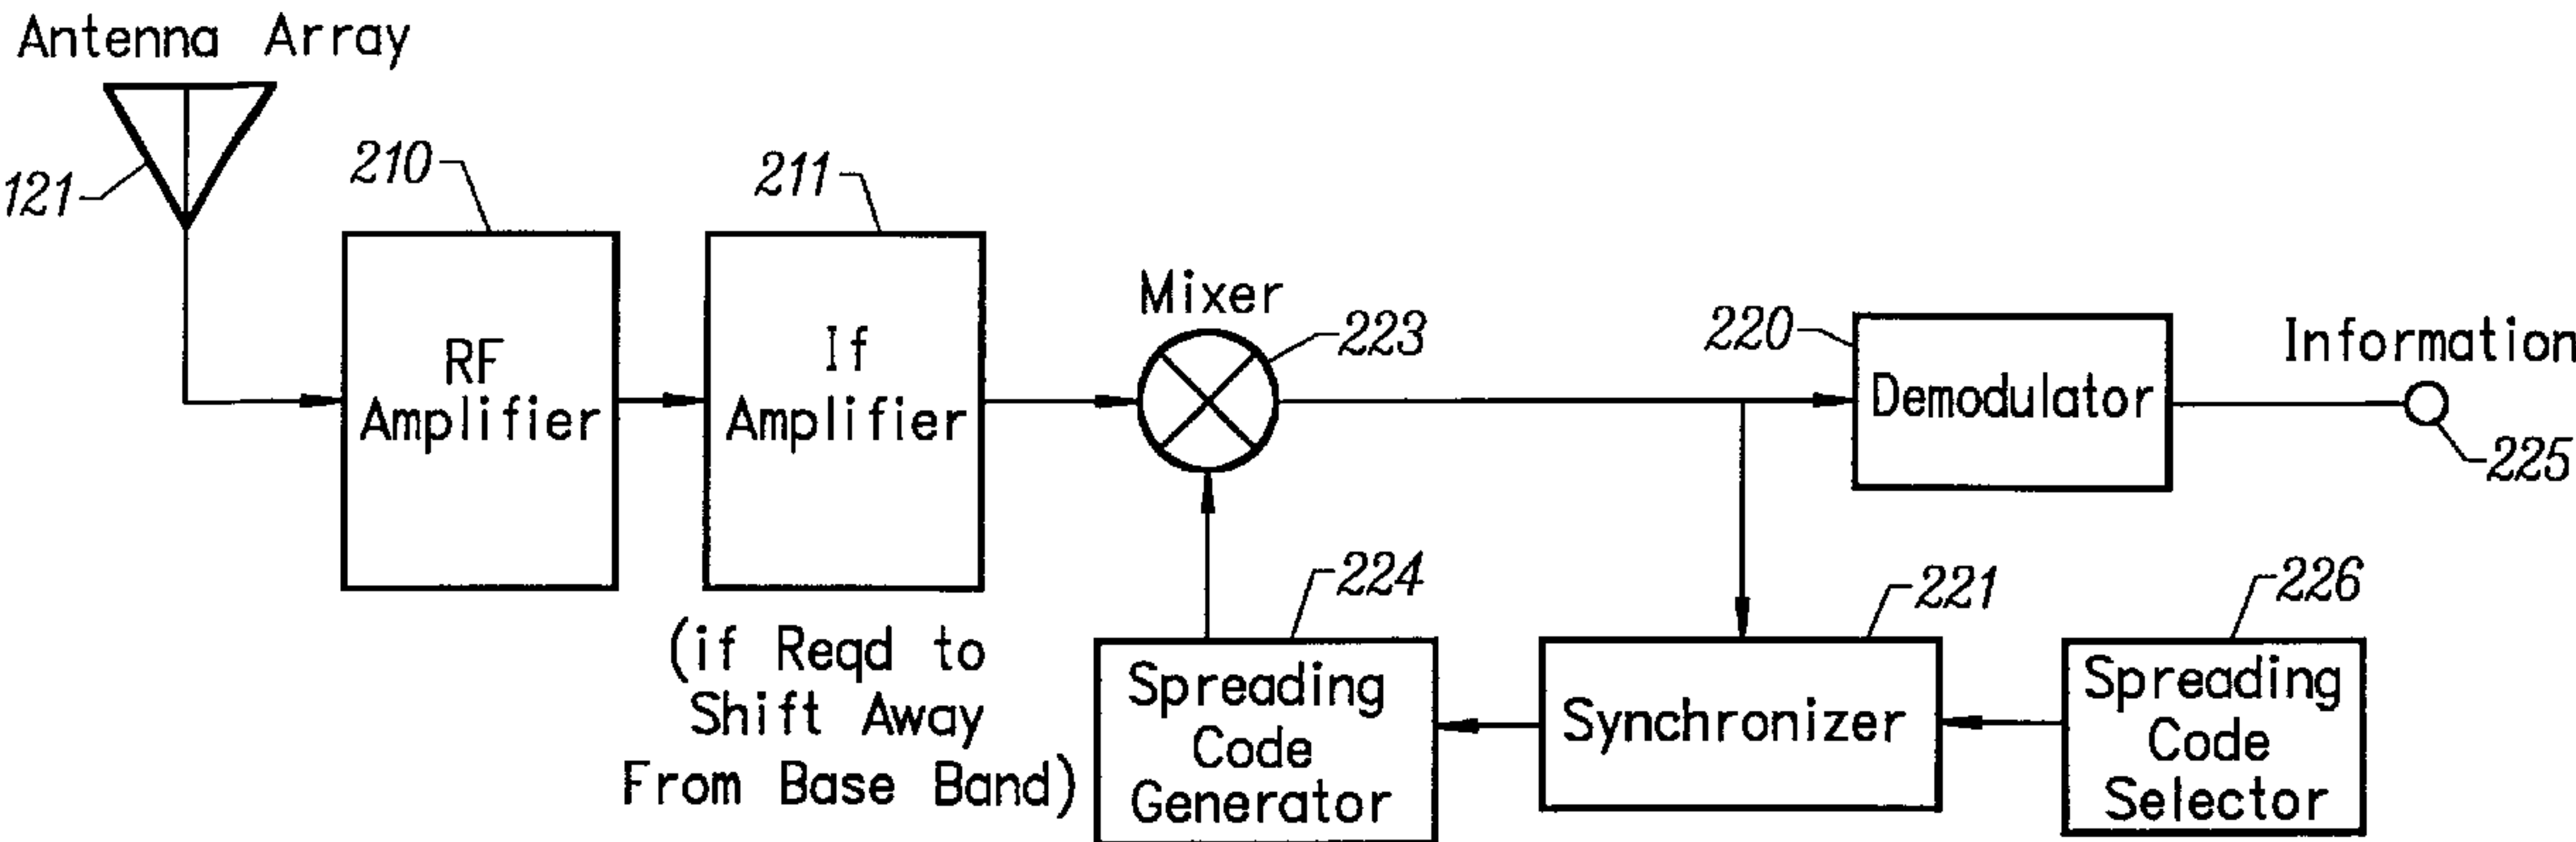 Antenna Array
121
210
RF
Amplifier
211
If
Amplifier
(if Reqd to
Shift Away
From Base Band)
Mixer
223
224
Spreading
Code
Generator
220
Demodulator
Information
225
221
Synchronizer
226
Spreading
Code
Selector